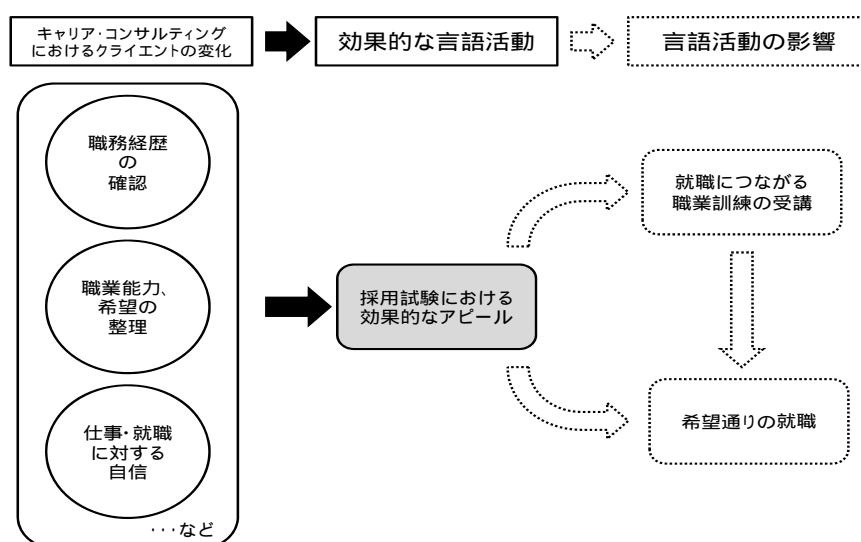 キャリア・コンサルティング
におけるクライエントの変化
効果的な言語活動
言語活動の影響
職務経歴
の
確認
職業能力、
希望の
整理
仕事・就職
に対する
自信
・・・など
採用試験における
効果的なアピール
就職につながる
職業訓練の受講
希望通りの就職